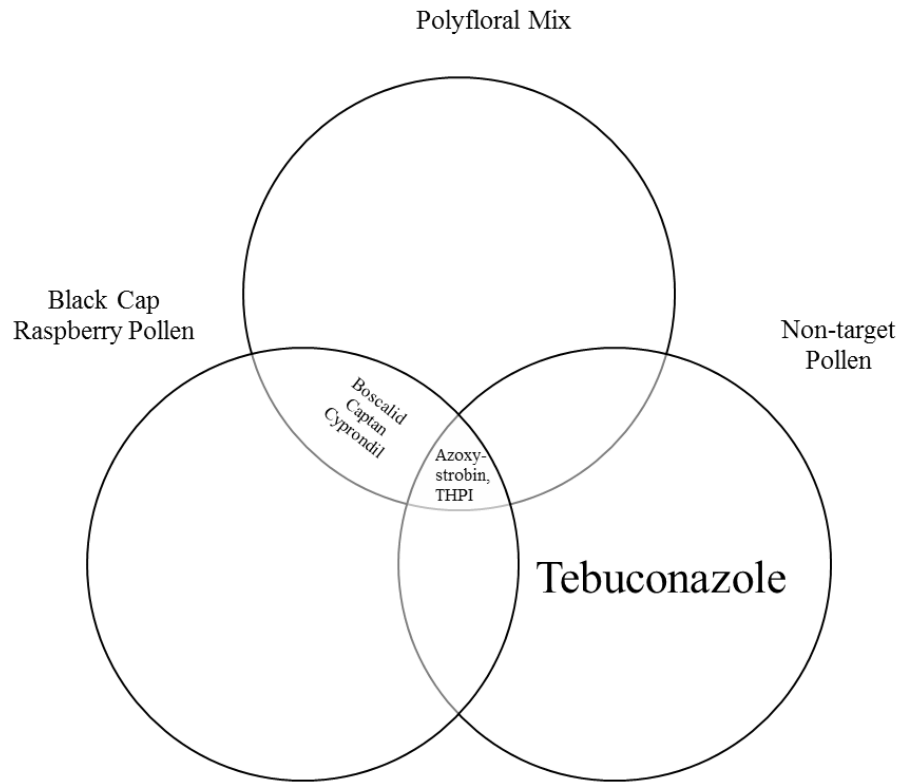 Polyfloral Mix
Black Cap
Raspberry Pollen
Non-target
Pollen
Boscalid
Captan
Cyprondil
Azoxy-
strobin,
THPI
Tebuconazole